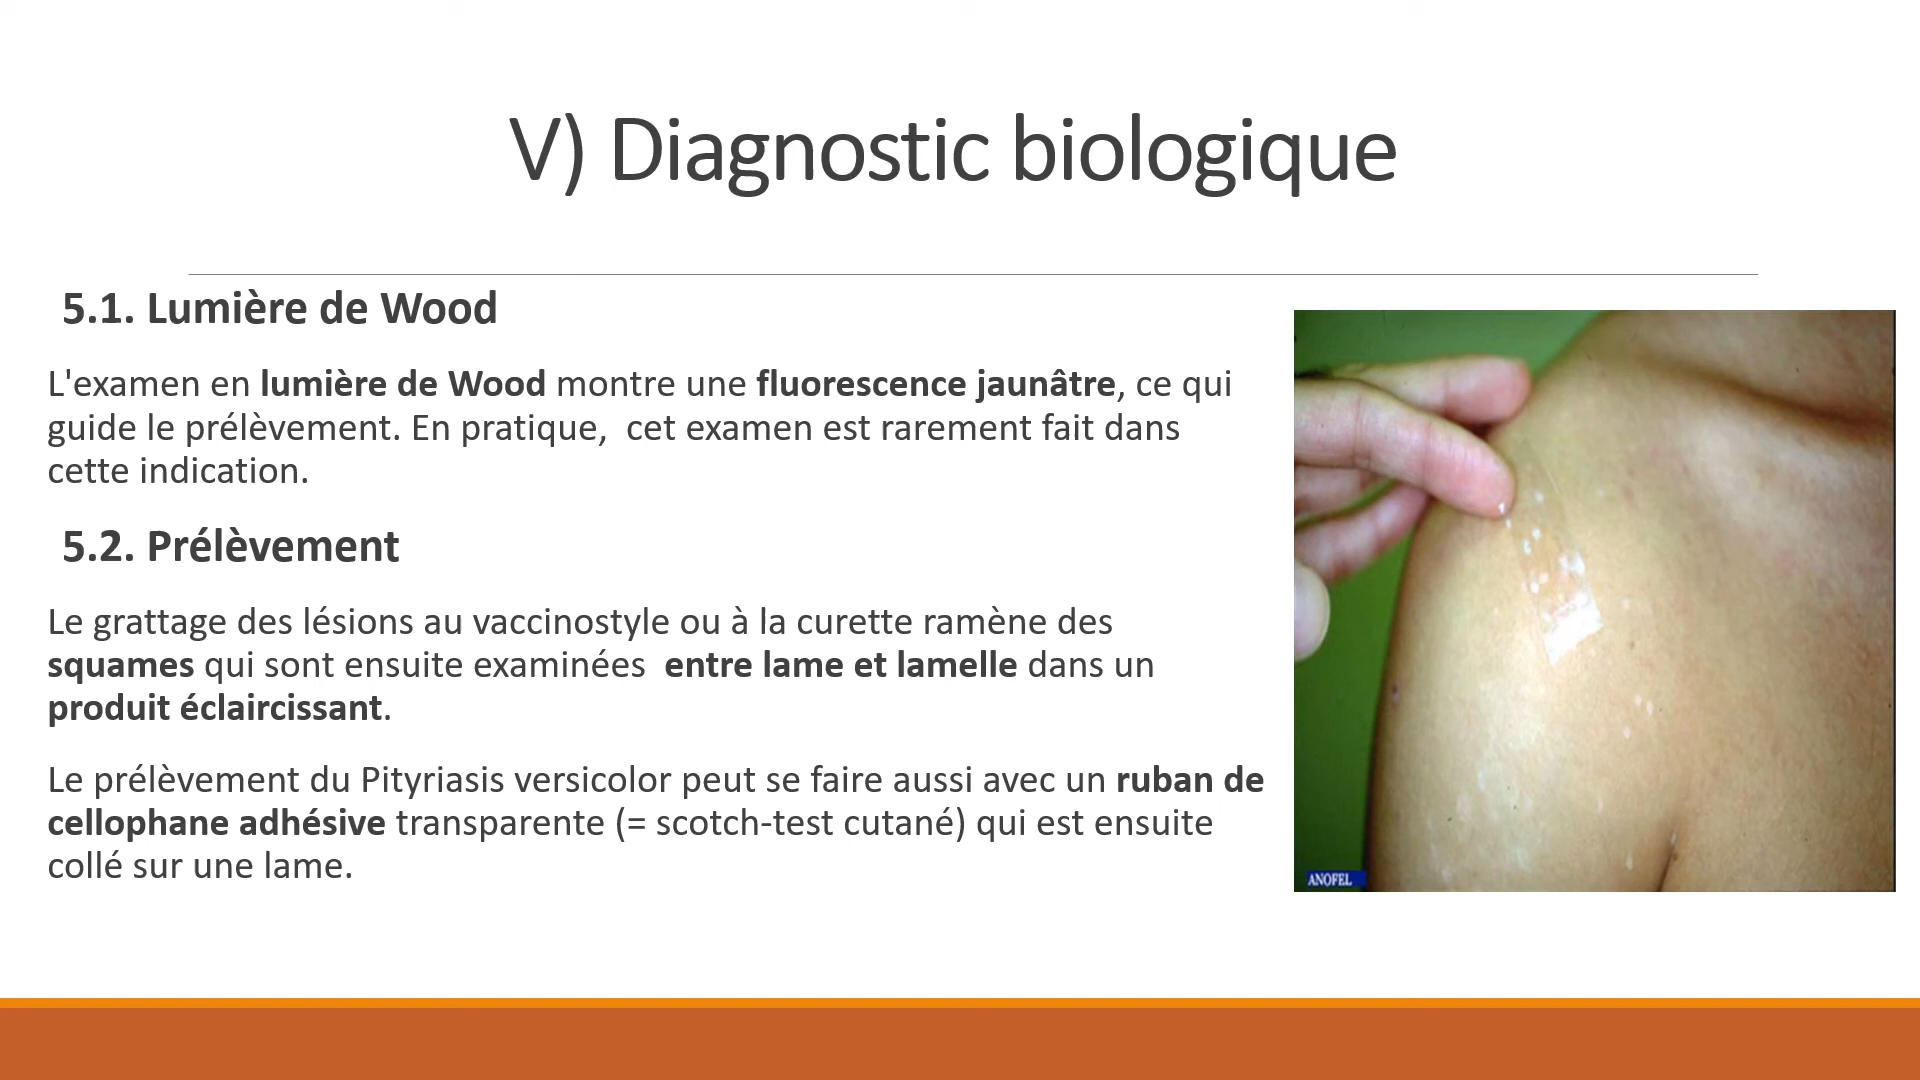 V) Diagnostic biologique
5.1. Lumière de Wood
L'examen en lumière de Wood montre une fluorescence jaunâtre, ce qui
guide le prélèvement. En pratique,  cet examen est rarement fait dans
cette indication.
5.2. Prélèvement
Le grattage des lésions au vaccinostyle ou à la curette ramène des
squames qui sont ensuite examinées  entre lame et lamelle dans un
produit éclaircissant.
Le prélèvement du Pityriasis versicolor peut se faire aussi avec un ruban de
cellophane adhésive transparente (= scotch-test cutané) qui est ensuite
collé sur une lame.
ANOFEL